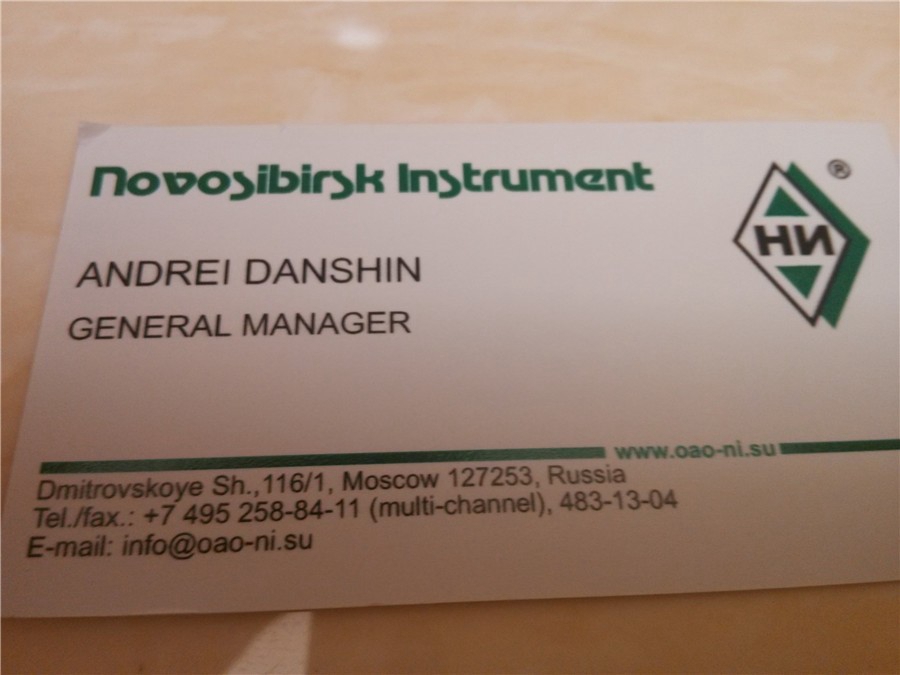 Novosibirsk Instrument
®
НИ
ANDREI DANSHIN
GENERAL MANAGER
www.oao-ni.su
Dmitrovskoye Sh.,116/1, Moscow 127253, Russia
Tel./fax.: +7 495 258-84-11 (multi-channel), 483-13-04
E-mail: info@oao-ni.su